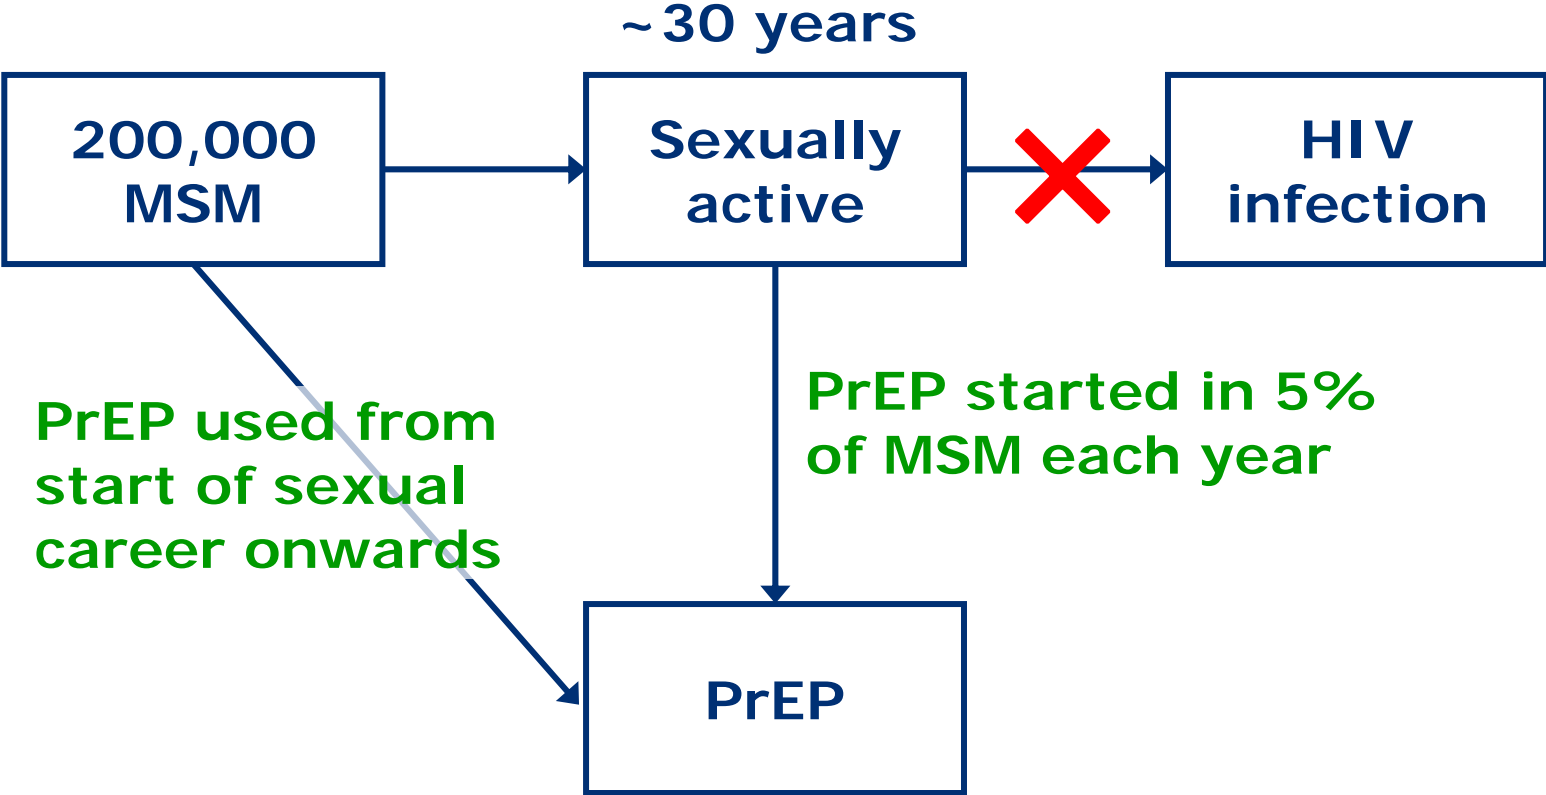 ~30 years
200,000
MSM
Sexually
active
HIV
infection
PrEP used from
start of sexual
career onwards
PrEP started in 5%
of MSM each year
PrEP